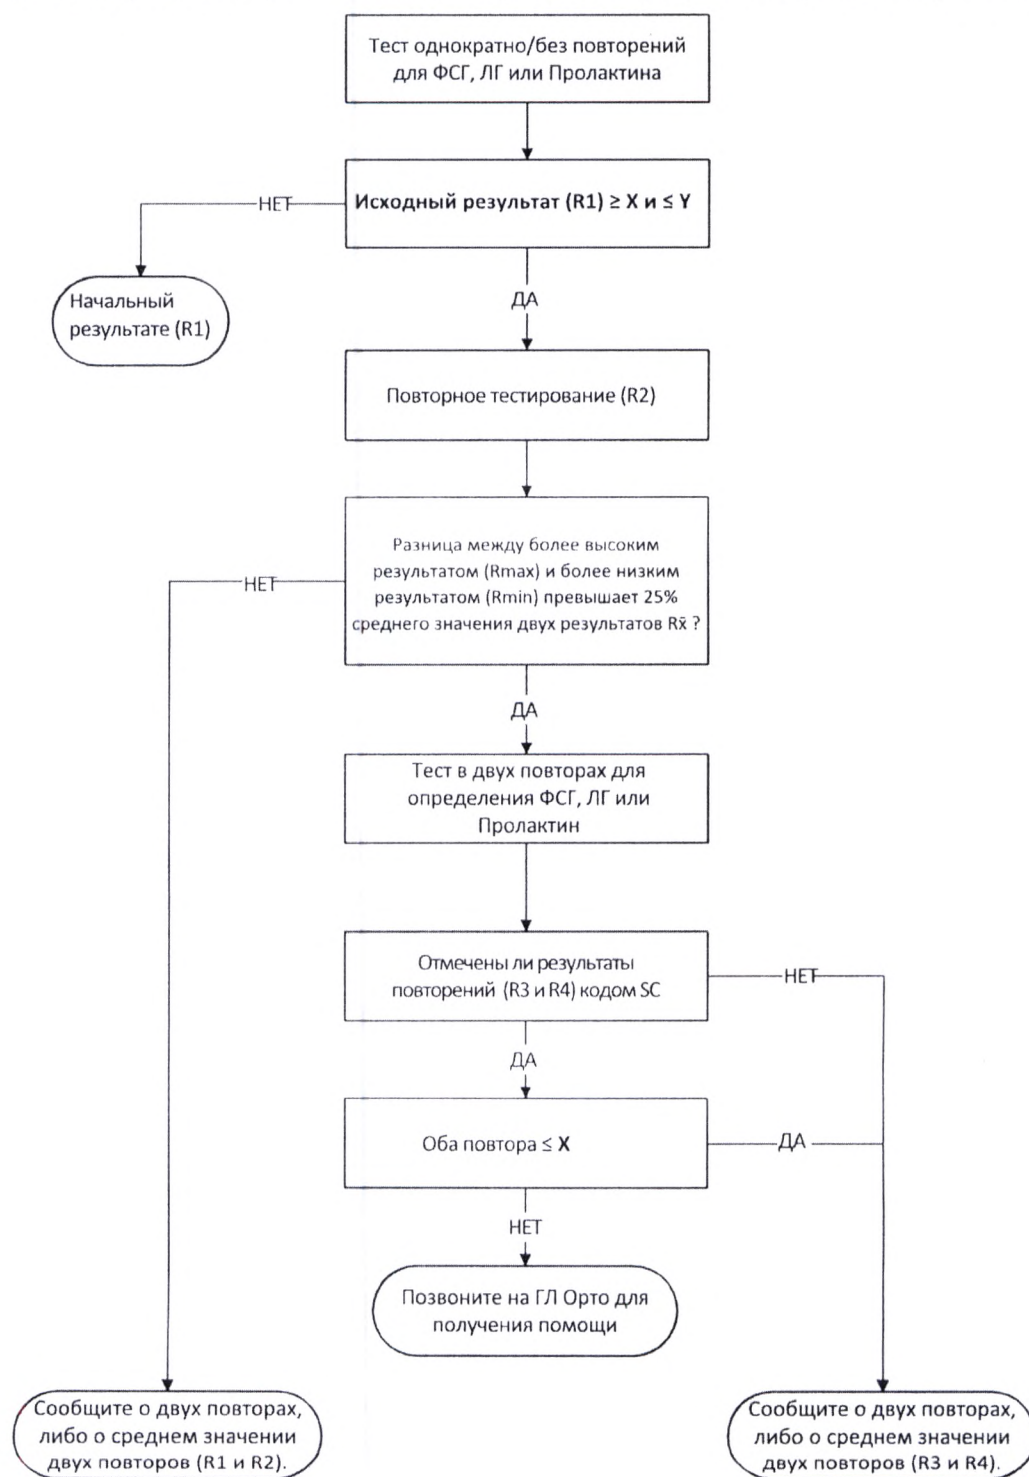 Тест однократно/без повторений
для ФСГ, ЛГ или Пролактина
НЕТ
Исходный результат (R1) ≥ X и ≤ Y
Начальный
результате (R1)
ДА
Повторное тестирование (R2)
НЕТ
Разница между более высоким
результатом (Rmax) и более низким
результатом (Rmin) превышает 25%
среднего значения двух результатов Rx̄ ?
ДА
Тест в двух повторах для
определения ФСГ, ЛГ или
Пролактин
Отмечены ли результаты
повторений (R3 и R4) кодом SC
НЕТ
ДА
Оба повтора ≤ X
ДА
НЕТ
Позвоните на ГЛ Орто для
получения помощи
Сообщите о двух повторах,
либо о среднем значении
двух повторов (R1 и R2).
Сообщите о двух повторах,
либо о среднем значении
двух повторов (R3 и R4).